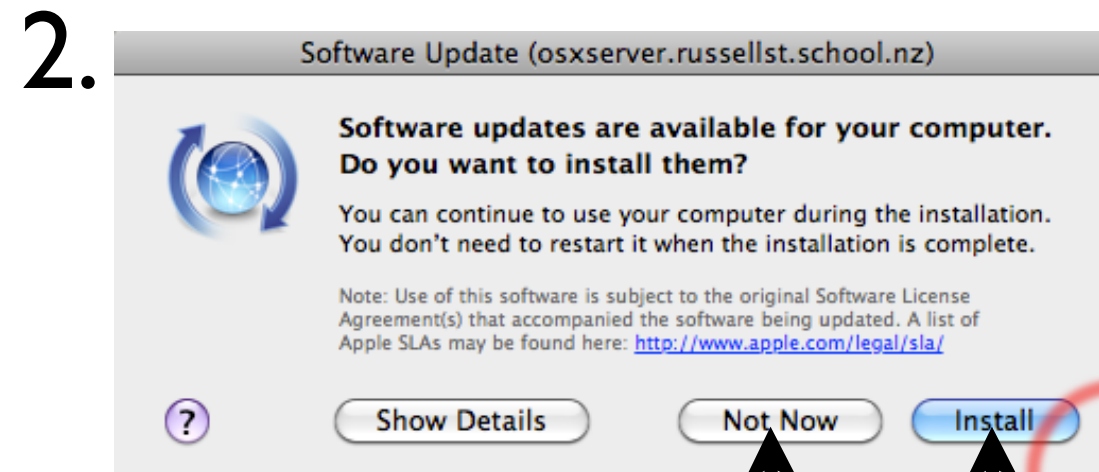 2.
Software Update (osxserver.russellst.school.nz)
Software updates are available for your computer.
Do you want to install them?
You can continue to use your computer during the installation.
You don’t need to restart it when the installation is complete.
Note: Use of this software is subject to the original Software License
Agreement(s) that accompanied the software being updated. A list of
Apple SLAs may be found here: http://www.apple.com/legal/sla/
? Show Details Not Now Install